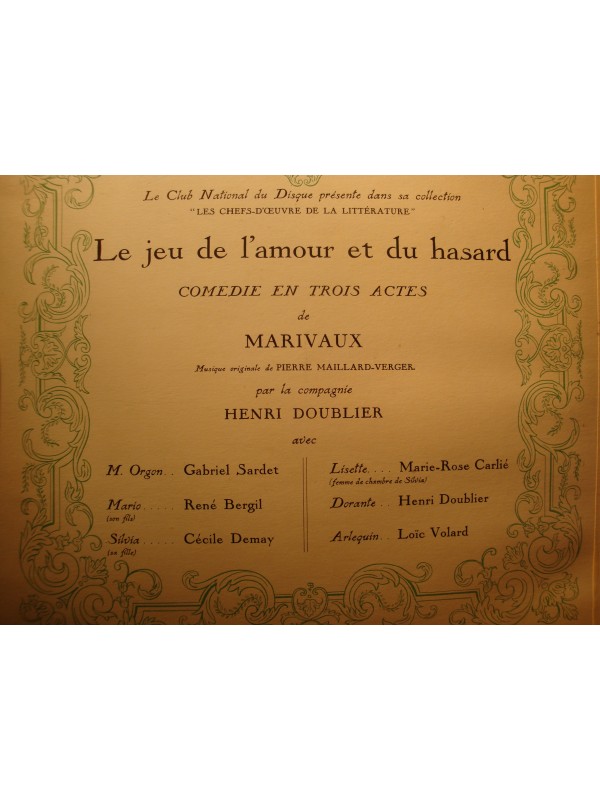 Le Club National du Disque présente dans sa collection
"LES CHEFS-D'ŒUVRE DE LA LITTÉRATURE"
Le jeu de l'amour et du hasard
COMEDIE EN TROIS ACTES
de
MARIVAUX
Musique originale de PIERRE MAILLARD-VERGER.
par la compagnie
HENRI DOUBLIER
avec
M. Orgon . . Gabriel Sardet
Mario . . . . . René Bergil
(son fils)
Silvia . . . . . Cécile Demay
(sa fille)
Lisette. . . . Marie-Rose Carlié
(femme de chambre de Silvia)
Dorante . . Henri Doublier
Arlequin. . Loïc Volard